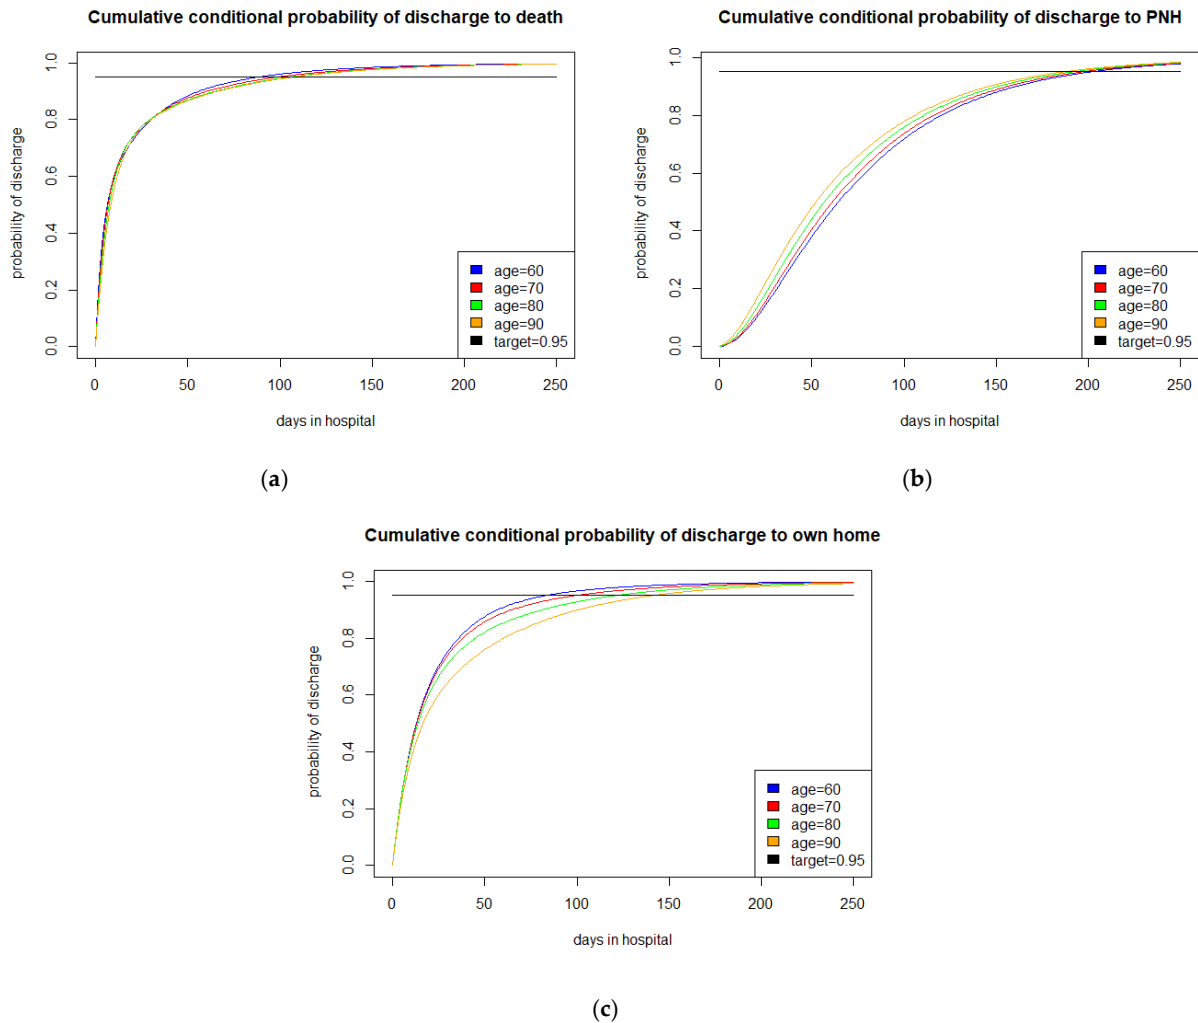 Cumulative conditional probability of discharge to death
probability of discharge
1.0
0.8
0.6
0.4
0.2
0.0
age=60
age=70
age=80
age=90
target=0.95
0 50 100 150 200 250
days in hospital
(a)
Cumulative conditional probability of discharge to PNH
probability of discharge
1.0
0.8
0.6
0.4
0.2
0.0
age=60
age=70
age=80
age=90
target=0.95
0 50 100 150 200 250
days in hospital
(b)
Cumulative conditional probability of discharge to own home
probability of discharge
1.0
0.8
0.6
0.4
0.2
0.0
age=60
age=70
age=80
age=90
target=0.95
0 50 100 150 200 250
days in hospital
(c)